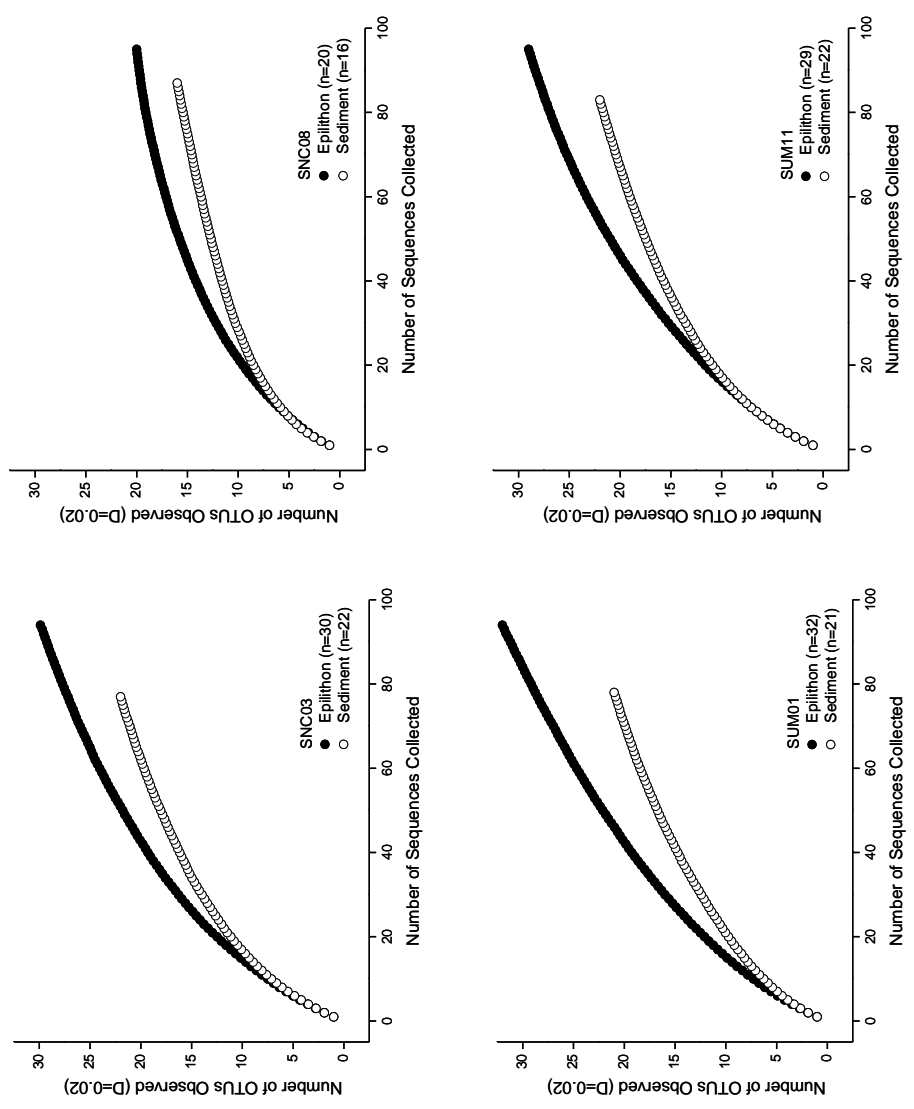 Number of OTUs Observed (D=0.02)
30
25
20
15
10
5
0
SNC03
Epilithon (n=30)
Sediment (n=22)
0 20 40 60 80 100
Number of Sequences Collected
Number of OTUs Observed (D=0.02)
30
25
20
15
10
5
0
SNC08
Epilithon (n=20)
Sediment (n=16)
0 20 40 60 80 100
Number of Sequences Collected
Number of OTUs Observed (D=0.02)
30
25
20
15
10
5
0
SUM01
Epilithon (n=32)
Sediment (n=21)
0 20 40 60 80 100
Number of Sequences Collected
Number of OTUs Observed (D=0.02)
30
25
20
15
10
5
0
SUM11
Epilithon (n=29)
Sediment (n=22)
0 20 40 60 80 100
Number of Sequences Collected